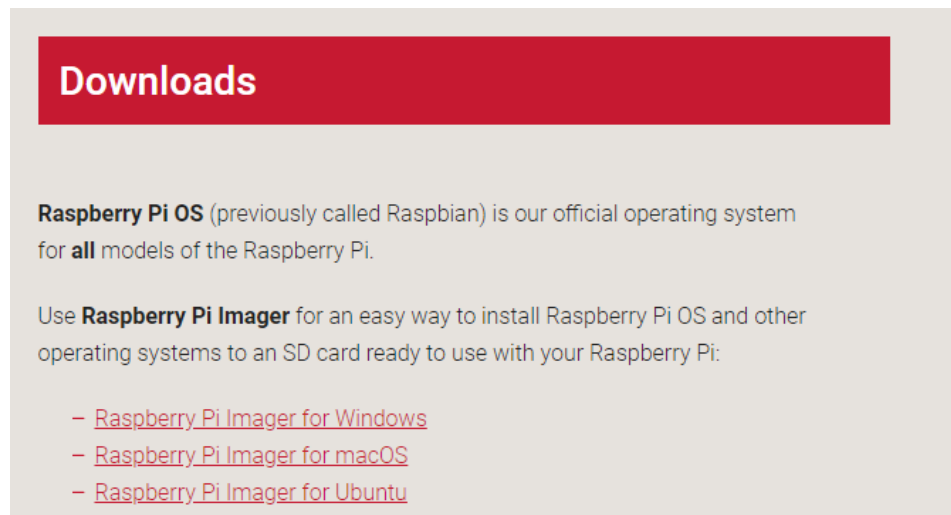 Downloads
Raspberry Pi OS (previously called Raspbian) is our official operating system
for all models of the Raspberry Pi.
Use Raspberry Pi Imager for an easy way to install Raspberry Pi OS and other
operating systems to an SD card ready to use with your Raspberry Pi:
– Raspberry Pi Imager for Windows
– Raspberry Pi Imager for macOS
– Raspberry Pi Imager for Ubuntu